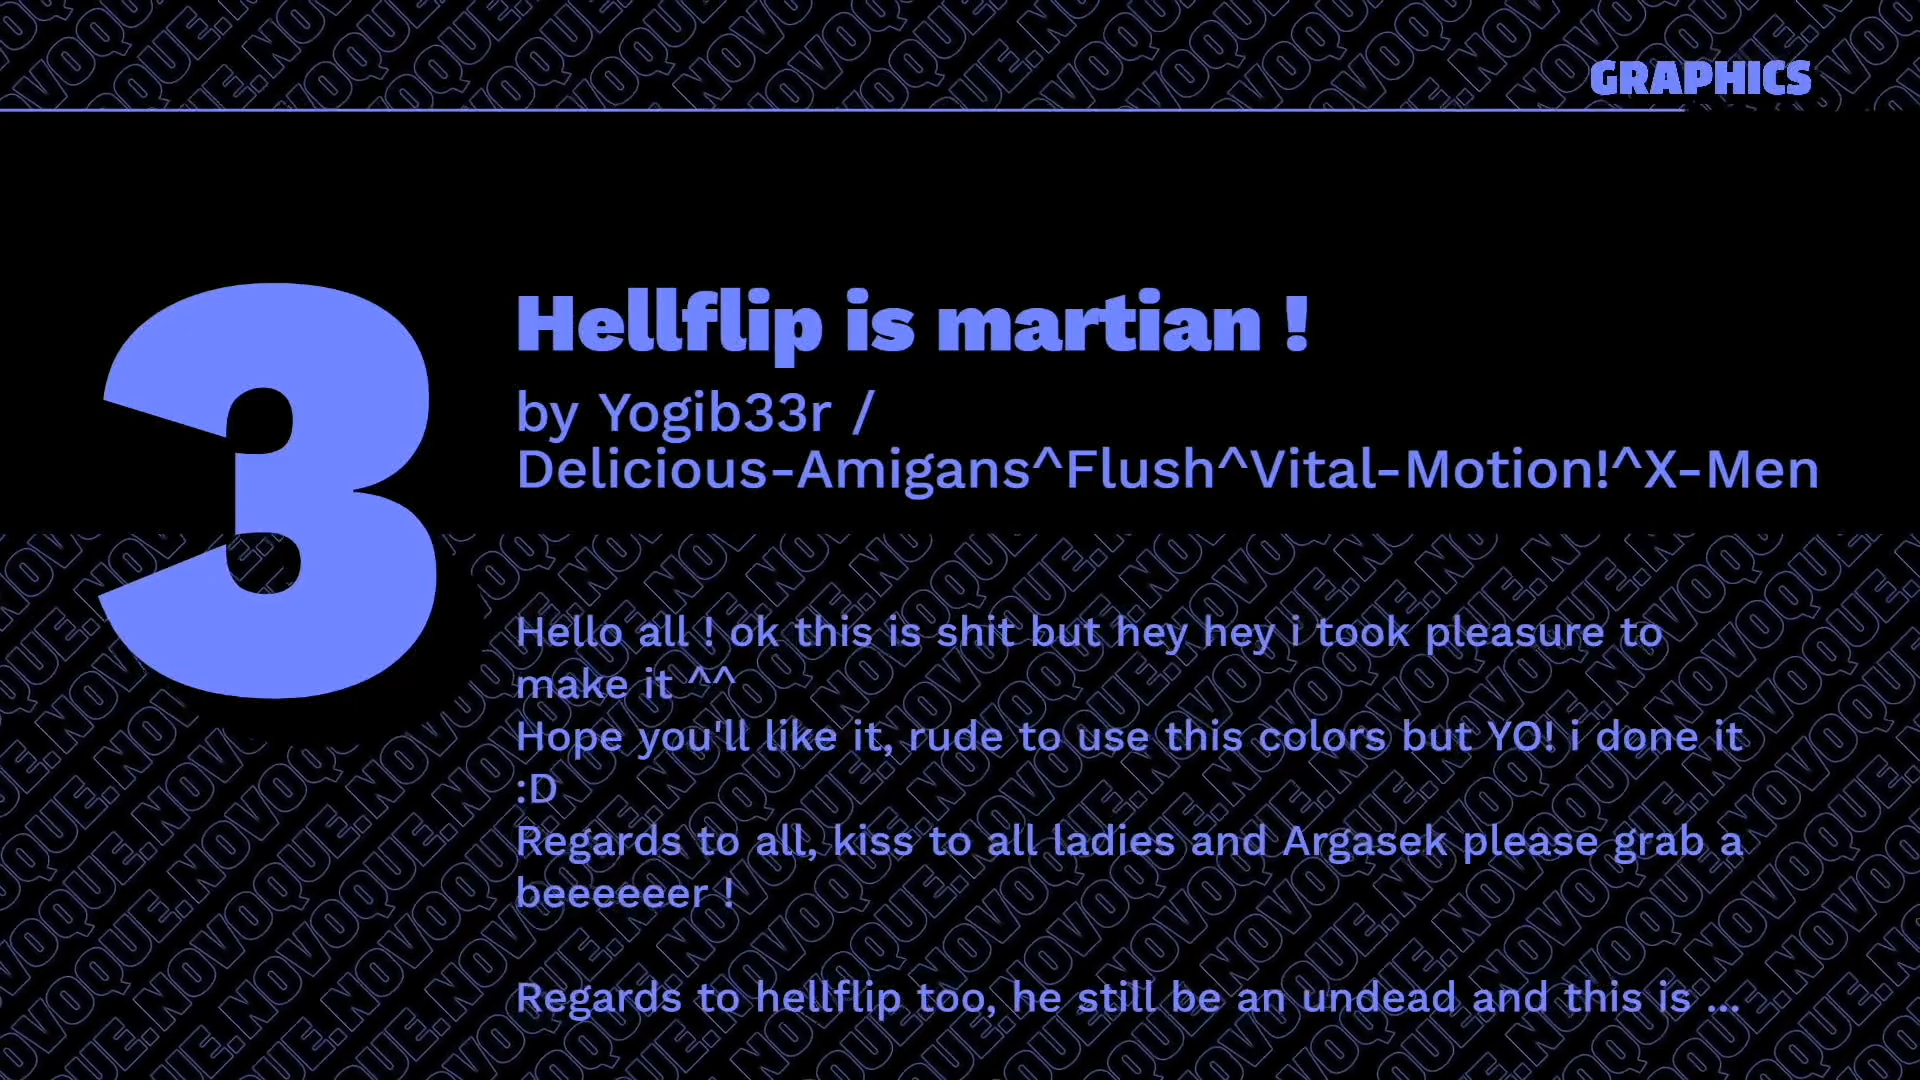 GRAPHICS
3
Hellflip is martian !
by Yogib33r /
Delicious-Amigans^Flush^Vital-Motion!^X-Men
Hello all ! ok this is shit but hey hey i took pleasure to
make it ^^
Hope you'll like it, rude to use this colors but YO! i done it
:D
Regards to all, kiss to all ladies and Argasek please grab a
beeeeeer !
Regards to hellflip too, he still be an undead and this is ...
NOVOQUE.NOVOQUE.NOVOQUE.